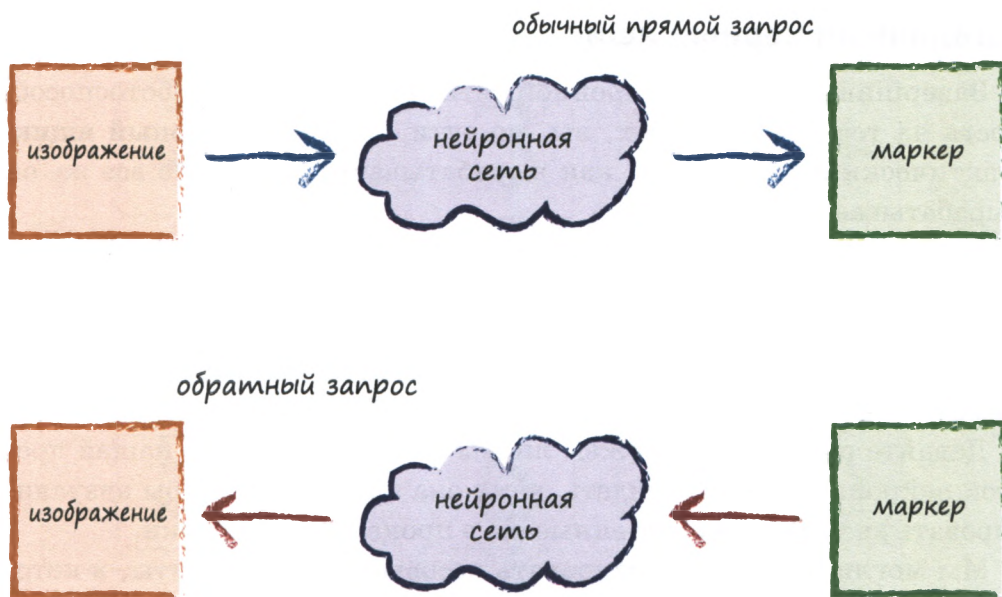 обычный прямой запрос
изображение
нейронная
сеть
маркер
обратный запрос
изображение
нейронная
сеть
маркер